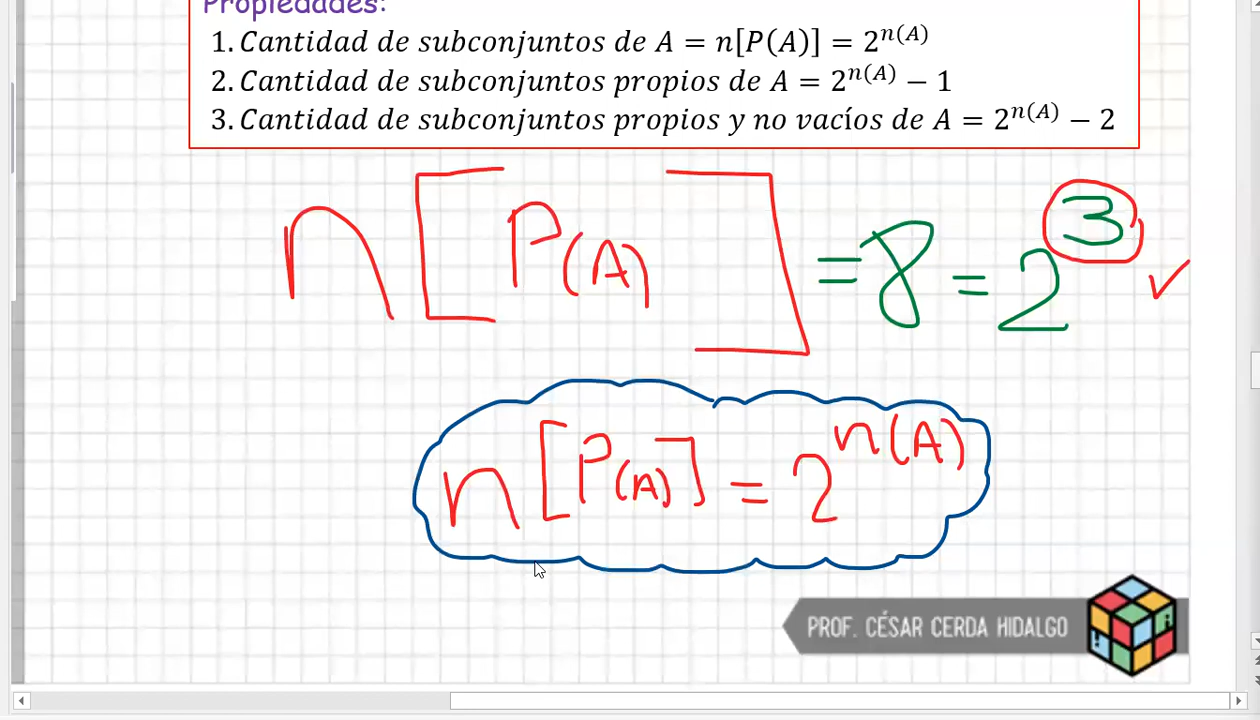 Propiedades:
1. Cantidad de subconjuntos de A = n[P(A)] = 2^{n(A)}
2. Cantidad de subconjuntos propios de A = 2^{n(A)} − 1
3. Cantidad de subconjuntos propios y no vacíos de A = 2^{n(A)} − 2
n[P(A)] = 8 = 2^3 ✓
n[P(A)] = 2^{n(A)}
PROF. CÉSAR CERDA HIDALGO